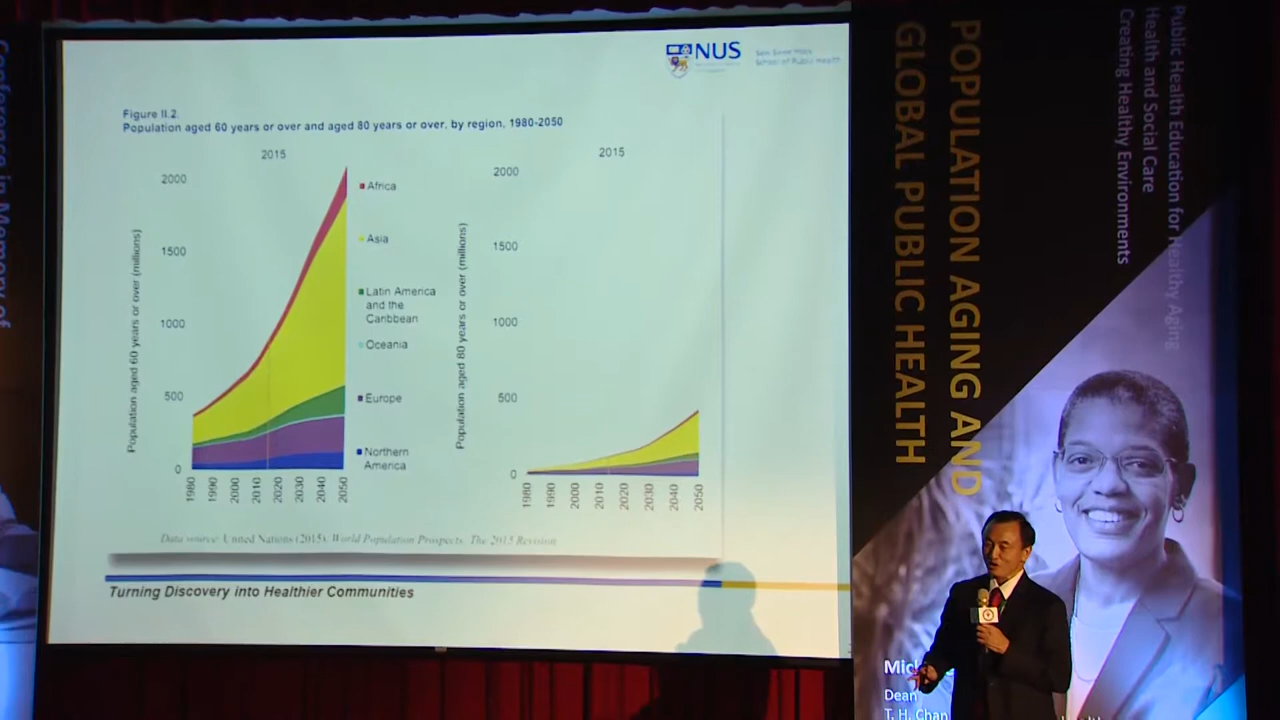 NUS
Saw Swee Hock
School of Public Health
Figure II.2.
Population aged 60 years or over and aged 80 years or over, by region, 1980-2050
2015
Population aged 60 years or over (millions)
2000
1500
1000
500
0
1980
1990
2000
2010
2020
2030
2040
2050
Africa
Asia
Latin America
and the
Caribbean
Oceania
Europe
Northern
America
2015
Population aged 80 years or over (millions)
2000
1500
1000
500
0
1980
1990
2000
2010
2020
2030
2040
2050
Data source: United Nations (2015). World Population Prospects: The 2015 Revision
Turning Discovery into Healthier Communities
Conference in Memory of
POPULATION AGING AND
GLOBAL PUBLIC HEALTH
Public Health Education for Healthy Aging
Health and Social Care
Creating Healthy Environments
Dean
T. H. Chan